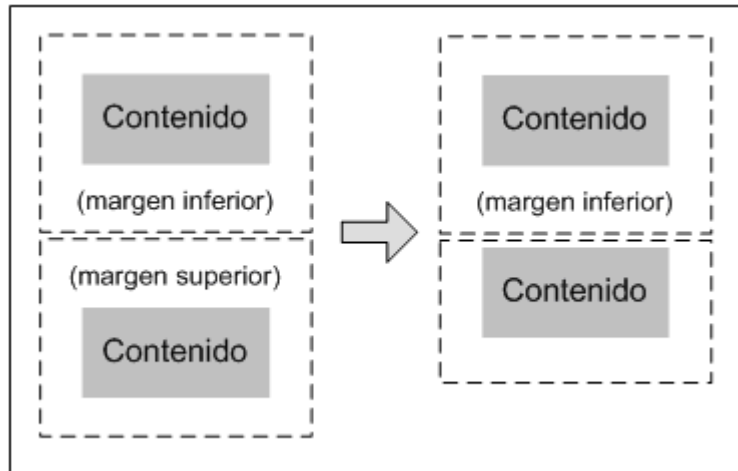 Contenido
(margen inferior)
(margen superior)
Contenido
Contenido
(margen inferior)
Contenido